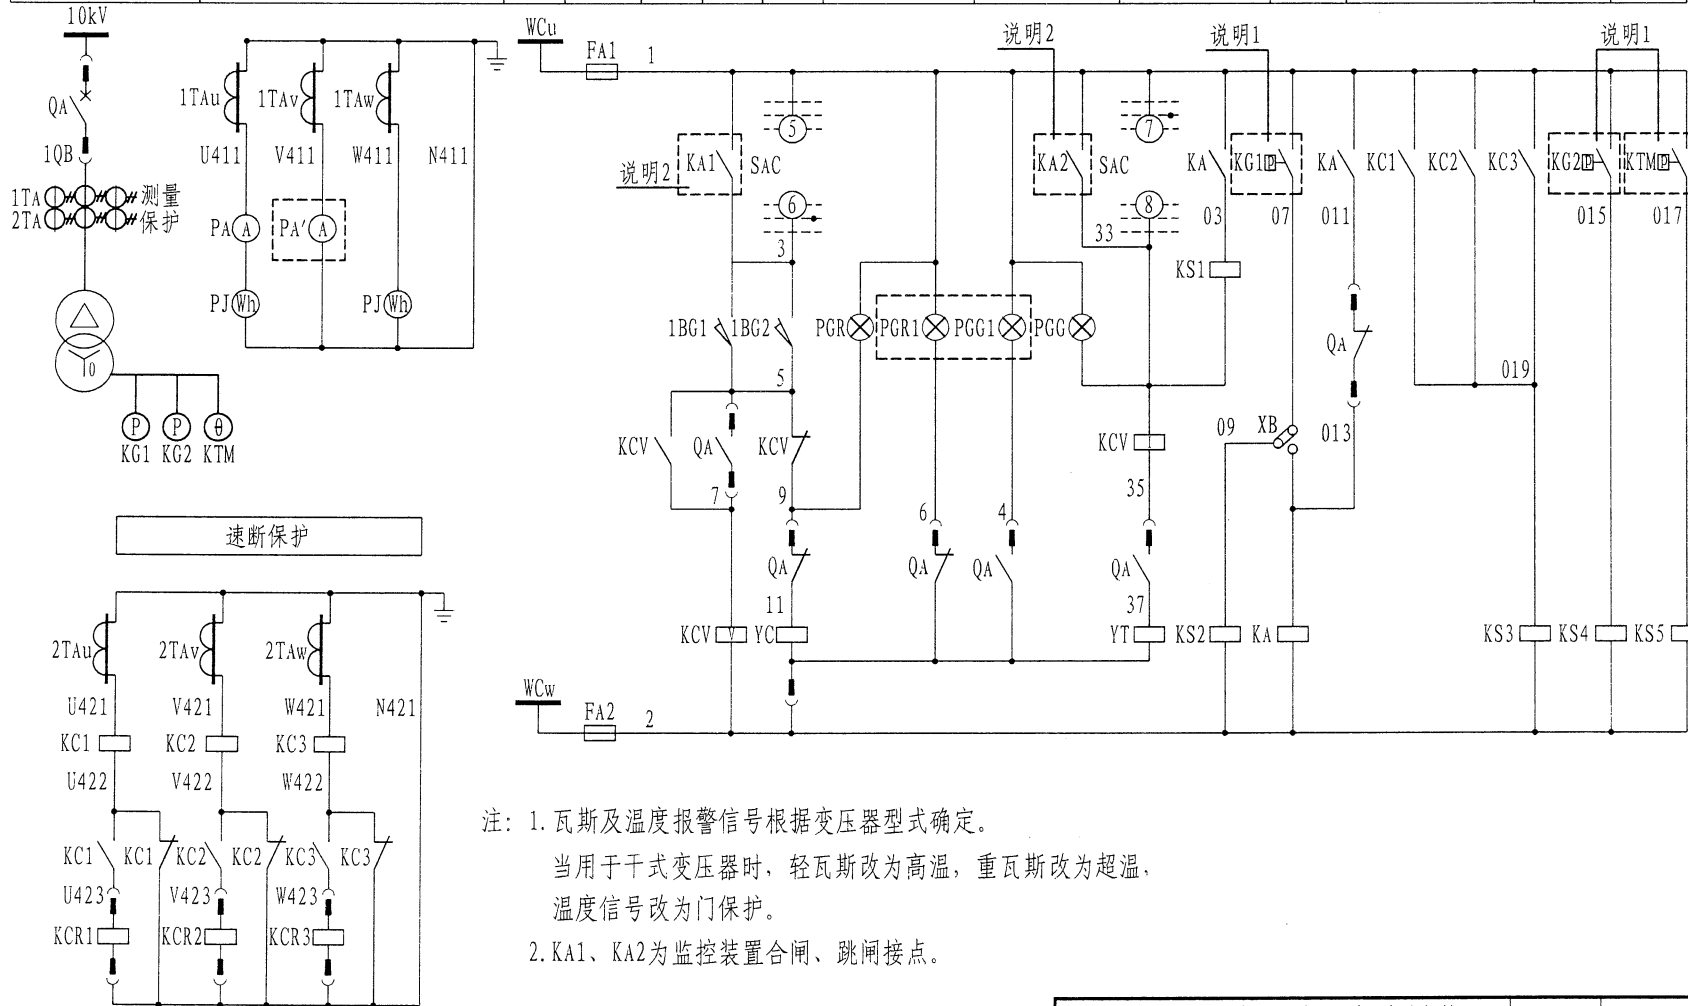 10kV
QA
1QB
1TA 测量
2TA 保护
Y0
P P θ
KG1 KG2 KTM
1TAu 1TAv 1TAw
U411 V411 W411 N411
PA A PA' A
PJ Wh PJ Wh
速断保护
2TAu 2TAv 2TAw
U421 V421 W421 N421
KC1 KC2 KC3
U422 V422 W422
KC1 KC1 KC2 KC2 KC3 KC3
U423 V423 W423
KCR1 KCR2 KCR3
WCu FA1 1
说明2 说明1 说明1
5 7
KA1 SAC KA2 SAC KA KG1 P KA KC1 KC2 KC3 KG2 P KTM P
说明2
6 8
3 33 03 07 011 015 017
KS1
1BG1 1BG2 PGR PGR1 PGG1 PGG QA
5 019
KCV QA KCV KCV 09 XB 013
7 9 6 4 35
QA QA QA QA
11 37
KCV V YC YT KS2 KA KS3 KS4 KS5
WCw FA2 2
注: 1.瓦斯及温度报警信号根据变压器型式确定。
当用于干式变压器时, 轻瓦斯改为高温, 重瓦斯改为超温,
温度信号改为门保护。
2.KA1、KA2为监控装置合闸、跳闸接点。